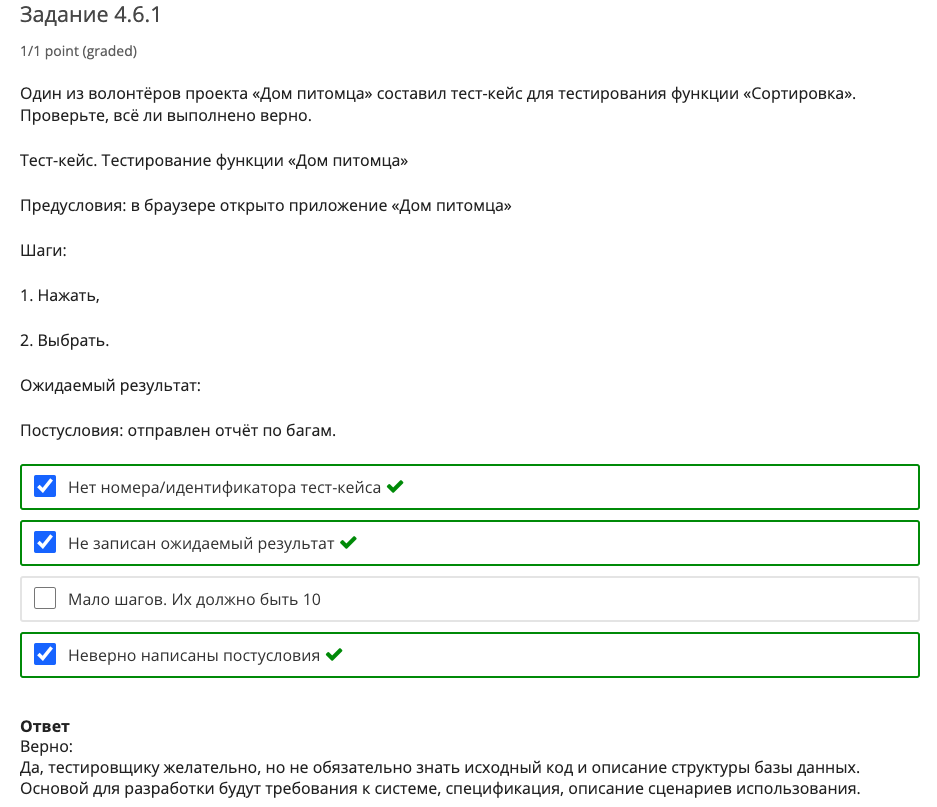 Задание 4.6.1
1/1 point (graded)
Один из волонтёров проекта «Дом питомца» составил тест-кейс для тестирования функции «Сортировка».
Проверьте, всё ли выполнено верно.
Тест-кейс. Тестирование функции «Дом питомца»
Предусловия: в браузере открыто приложение «Дом питомца»
Шаги:
1. Нажать,
2. Выбрать.
Ожидаемый результат:
Постусловия: отправлен отчёт по багам.
Нет номера/идентификатора тест-кейса
Не записан ожидаемый результат
Мало шагов. Их должно быть 10
Неверно написаны постусловия
Ответ
Верно:
Да, тестировщику желательно, но не обязательно знать исходный код и описание структуры базы данных.
Основой для разработки будут требования к системе, спецификация, описание сценариев использования.